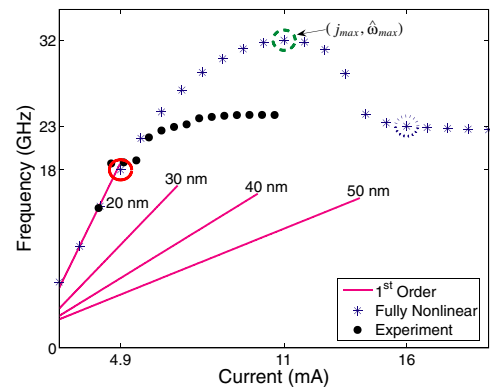 (j_max, ω̂_max)
32
23
18
0
Frequency (GHz)
20 nm
30 nm
40 nm
50 nm
1st Order
Fully Nonlinear
Experiment
4.9
11
16
Current (mA)